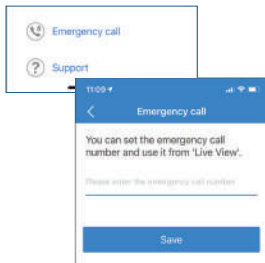 Emergency call
Support
11:09
Emergency call
You can set the emergency call
number and use it from 'Live View'.
Please enter the emergency call number
Save